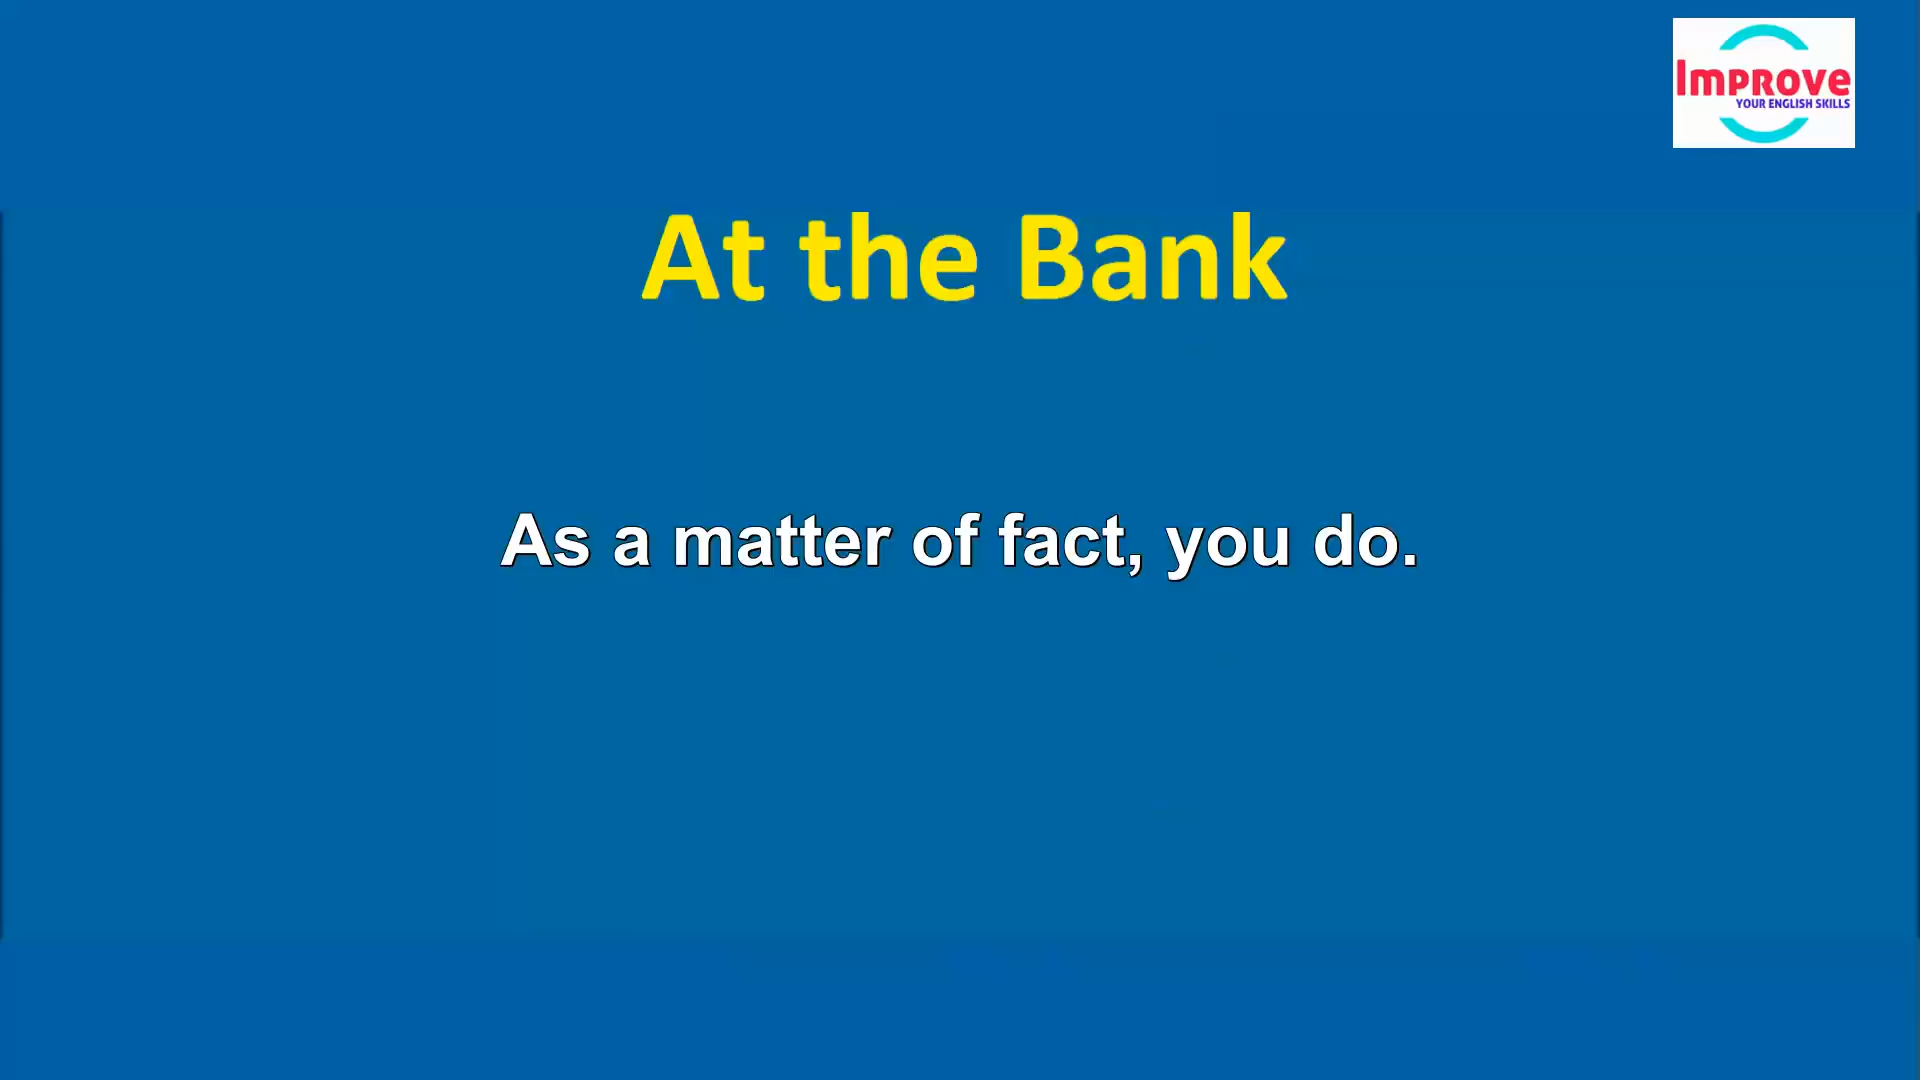 Improve
YOUR ENGLISH SKILLS
At the Bank
As a matter of fact, you do.